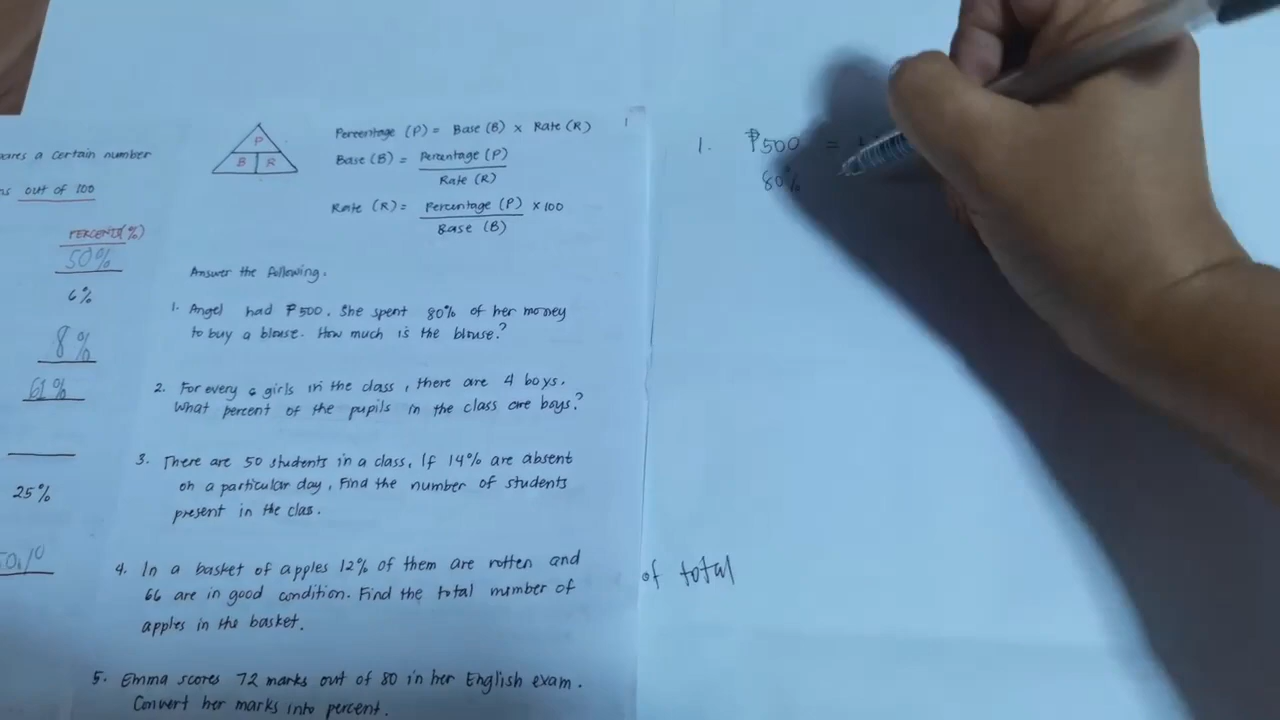 ares a certain number
ns out of 100
PERCENTS(%)
50%
6%
8%
61%
25%
P
B R
Percentage (P) = Base (B) x Rate (R)
Base (B) = Percentage (P)
Rate (R)
Rate (R) = Percentage (P) x 100
Base (B)
Answer the following.
1. Angel had ₱500. She spent 80% of her money
to buy a blouse. How much is the blouse?
2. For every 6 girls in the class, there are 4 boys.
What percent of the pupils in the class are boys?
3. There are 50 students in a class, If 14% are absent
on a particular day, Find the number of students
present in the clas.
4. In a basket of apples 12% of them are rotten and
66 are in good condition. Find the total number of
apples in the basket.
5. Emma scores 72 marks out of 80 in her English exam.
Convert her marks into percent.
1. ₱500 =
80%
of total